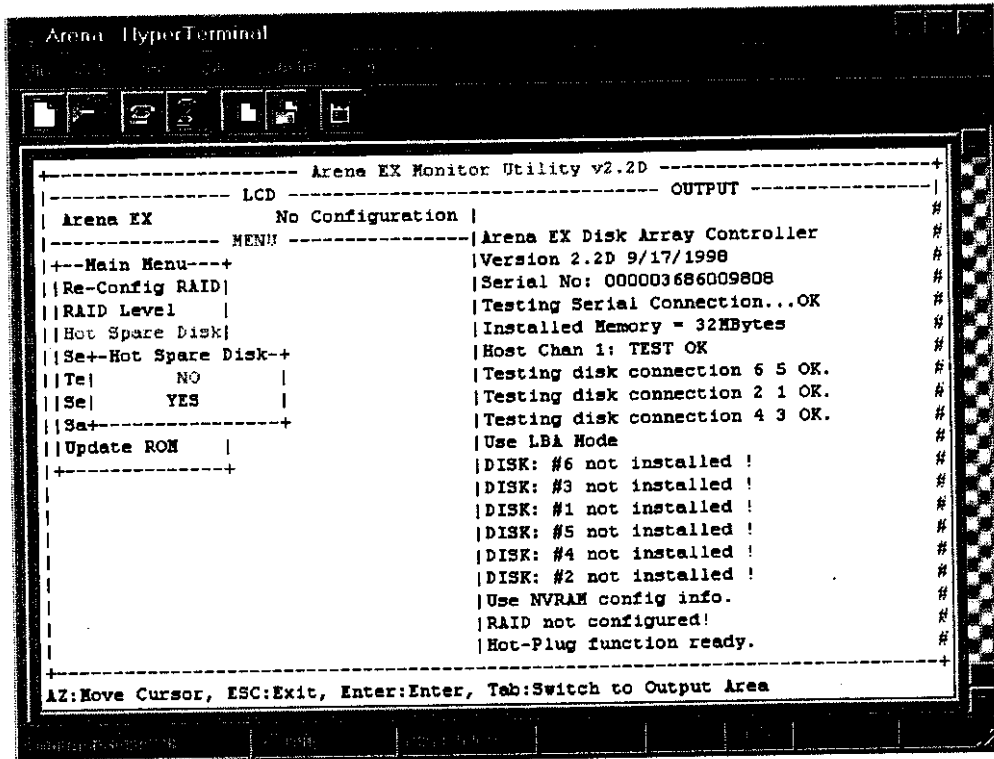 Arena HyperTerminal
Arena EX Monitor Utility v2.2D
LCD
OUTPUT
Arena EX No Configuration
MENU
Arena EX Disk Array Controller
+--Main Menu---+
Version 2.2D 9/17/1998
Re-Config RAID
Serial No: 000003686009808
RAID Level
Testing Serial Connection...OK
Hot Spare Disk
Installed Memory = 32MBytes
Se+-Hot Spare Disk-+
Host Chan 1: TEST OK
Te| NO
Testing disk connection 6 5 OK.
Se| YES
Testing disk connection 2 1 OK.
Sa+-----------------+
Testing disk connection 4 3 OK.
Update ROM
Use LBA Mode
DISK: #6 not installed !
DISK: #3 not installed !
DISK: #1 not installed !
DISK: #5 not installed !
DISK: #4 not installed !
DISK: #2 not installed !
Use NVRAM config info.
RAID not configured!
Hot-Plug function ready.
AZ:Move Cursor, ESC:Exit, Enter:Enter, Tab:Switch to Output Area